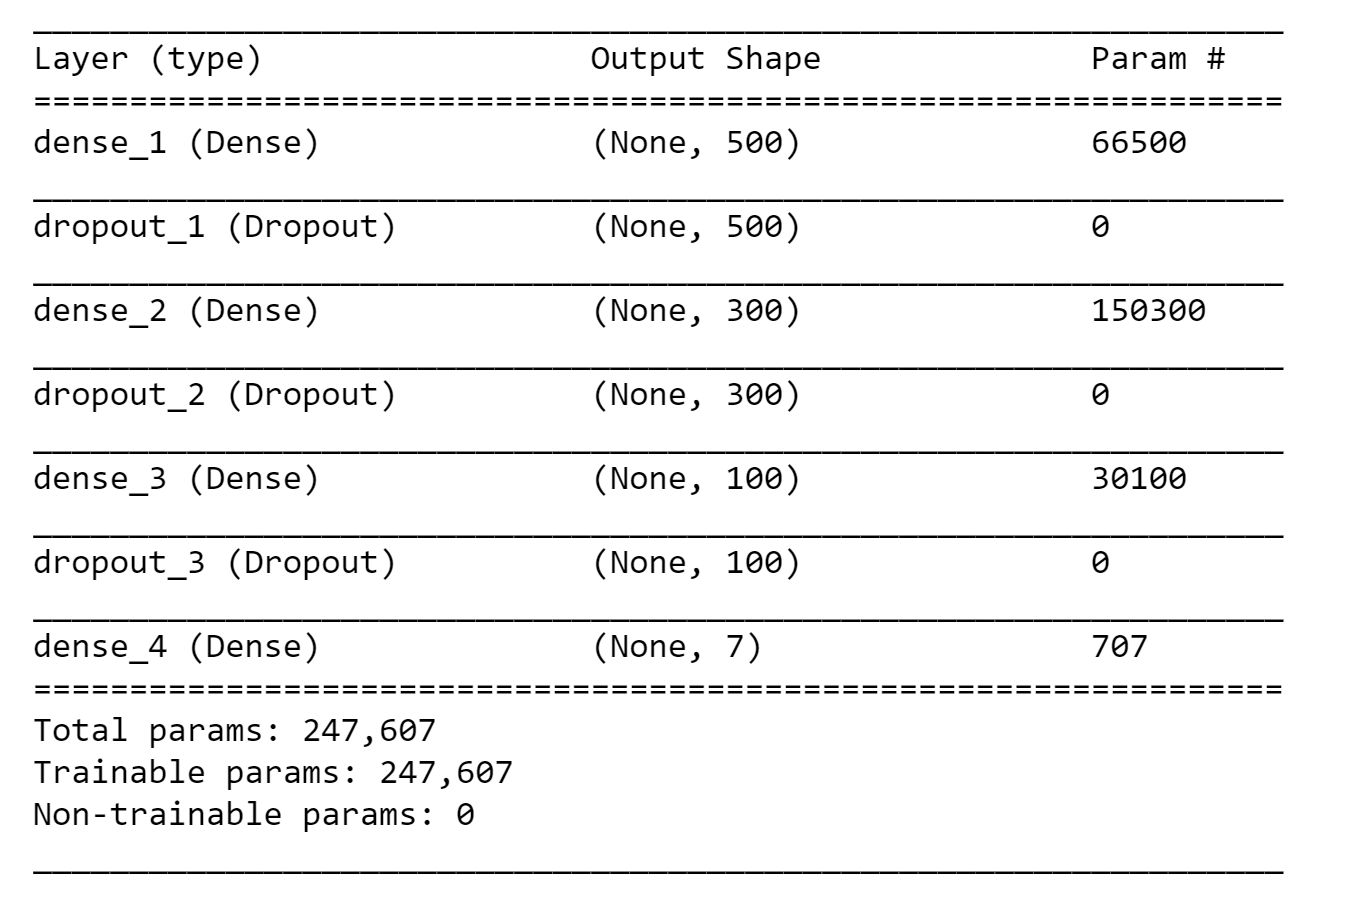 Layer (type) Output Shape Param #
=================================================================
dense_1 (Dense) (None, 500) 66500
dropout_1 (Dropout) (None, 500) 0
dense_2 (Dense) (None, 300) 150300
dropout_2 (Dropout) (None, 300) 0
dense_3 (Dense) (None, 100) 30100
dropout_3 (Dropout) (None, 100) 0
dense_4 (Dense) (None, 7) 707
=================================================================
Total params: 247,607
Trainable params: 247,607
Non-trainable params: 0